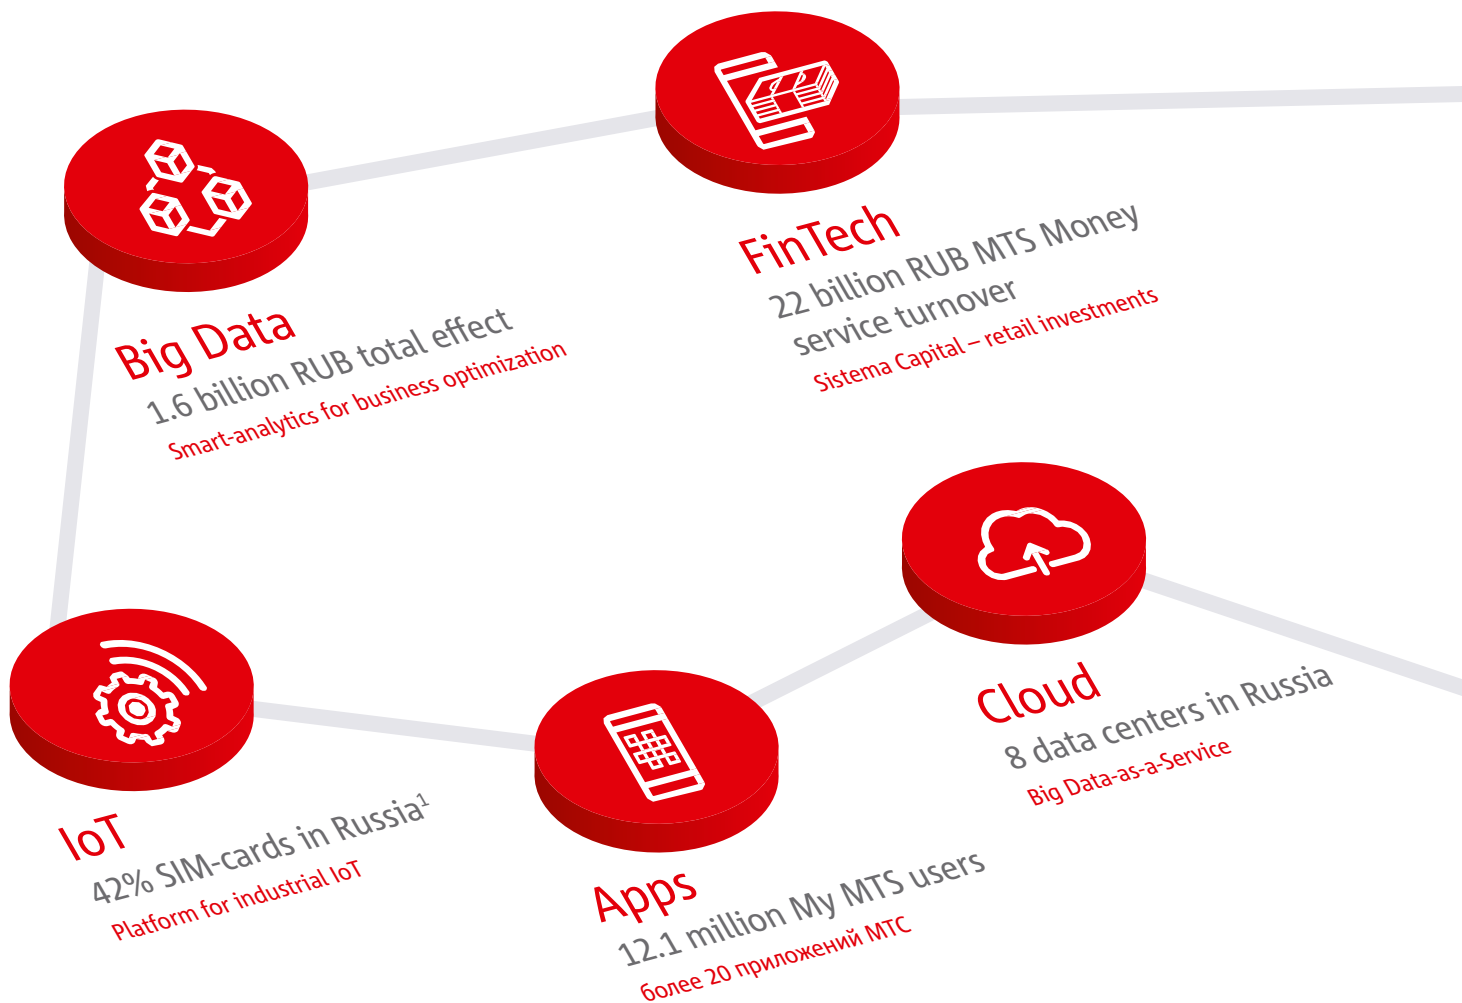 FinTech
22 billion RUB MTS Money
service turnover
Sistema Capital – retail investments
Big Data
1.6 billion RUB total effect
Smart-analytics for business optimization
Cloud
8 data centers in Russia
Big Data-as-a-Service
IoT
42% SIM-cards in Russia¹
Platform for industrial IoT
Apps
12.1 million My MTS users
более 20 приложений МТС